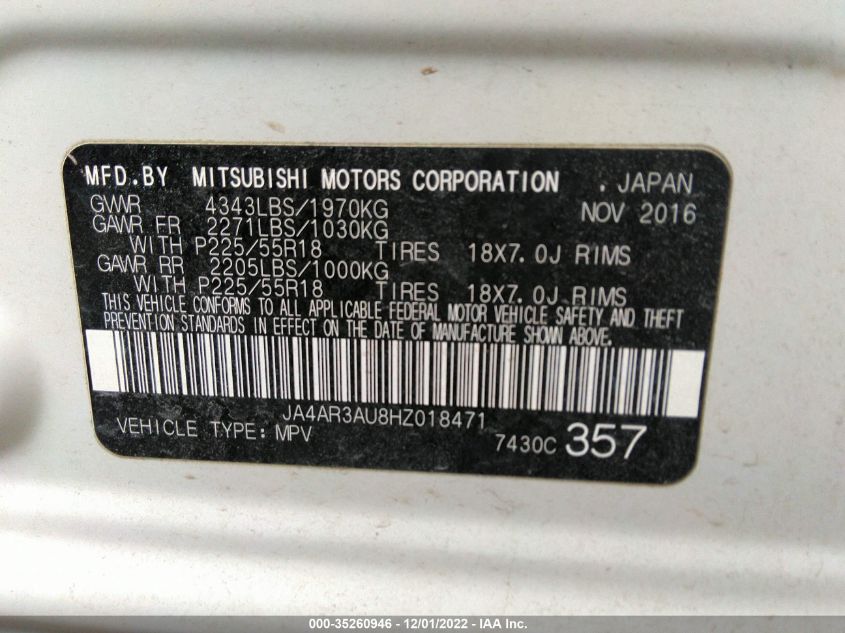 MFD.BY MITSUBISHI MOTORS CORPORATION . JAPAN
GVWR 4343LBS/1970KG NOV 2016
GAWR FR 2271LBS/1030KG
WITH P225/55R18 TIRES 18X7.0J RIMS
GAWR RR 2205LBS/1000KG
WITH P225/55R18 TIRES 18X7.0J RIMS
THIS VEHICLE CONFORMS TO ALL APPLICABLE FEDERAL MOTOR VEHICLE SAFETY AND THEFT
PREVENTION STANDARDS IN EFFECT ON THE DATE OF MANUFACTURE SHOWN ABOVE.
JA4AR3AU8HZ018471
VEHICLE TYPE: MPV 7430C 357
000-35260946 - 12/01/2022 - IAA Inc.